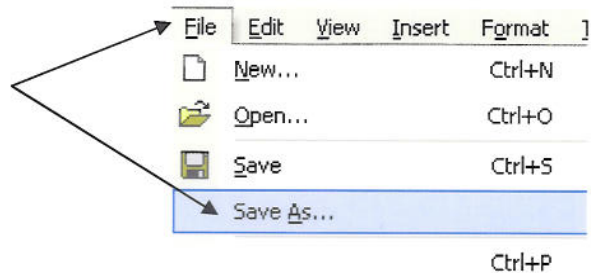 File Edit View Insert Format
New... Ctrl+N
Open... Ctrl+O
Save Ctrl+S
Save As...
Ctrl+P